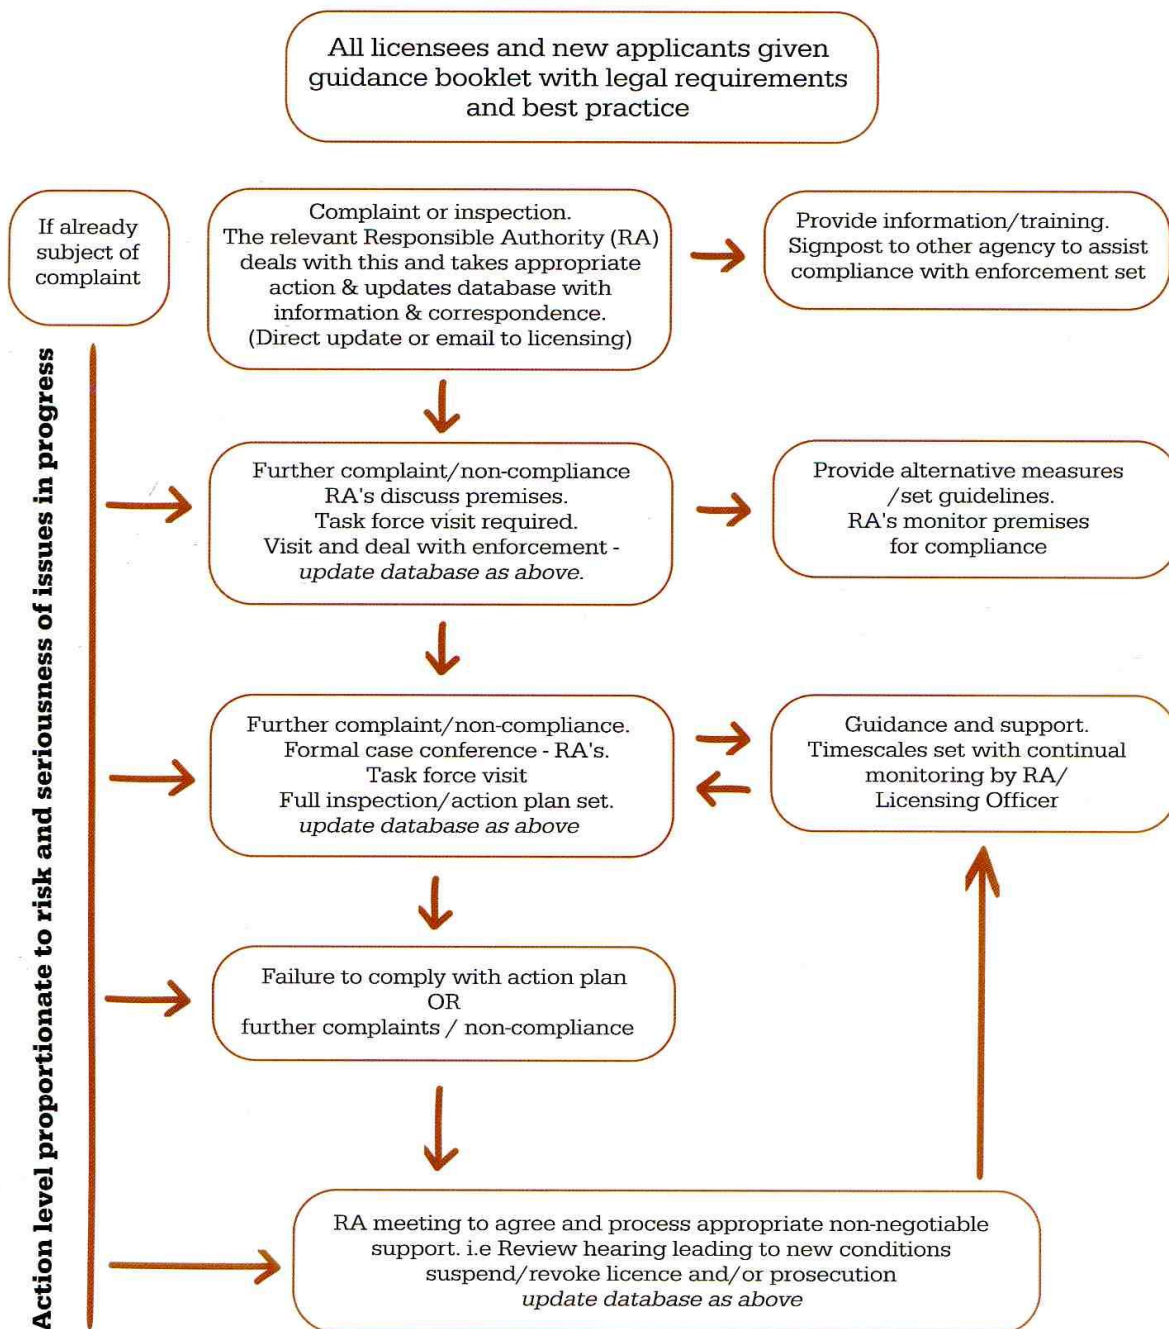 All licensees and new applicants given
guidance booklet with legal requirements
and best practice
If already
subject of
complaint
Complaint or inspection.
The relevant Responsible Authority (RA)
deals with this and takes appropriate
action & updates database with
information & correspondence.
(Direct update or email to licensing)
Provide information/training.
Signpost to other agency to assist
compliance with enforcement set
Action level proportionate to risk and seriousness of issues in progress
Further complaint/non-compliance
RA's discuss premises.
Task force visit required.
Visit and deal with enforcement -
update database as above.
Provide alternative measures
/set guidelines.
RA's monitor premises
for compliance
Further complaint/non-compliance.
Formal case conference - RA's.
Task force visit
Full inspection/action plan set.
update database as above
Guidance and support.
Timescales set with continual
monitoring by RA/
Licensing Officer
Failure to comply with action plan
OR
further complaints / non-compliance
RA meeting to agree and process appropriate non-negotiable
support. i.e Review hearing leading to new conditions
suspend/revoke licence and/or prosecution
update database as above